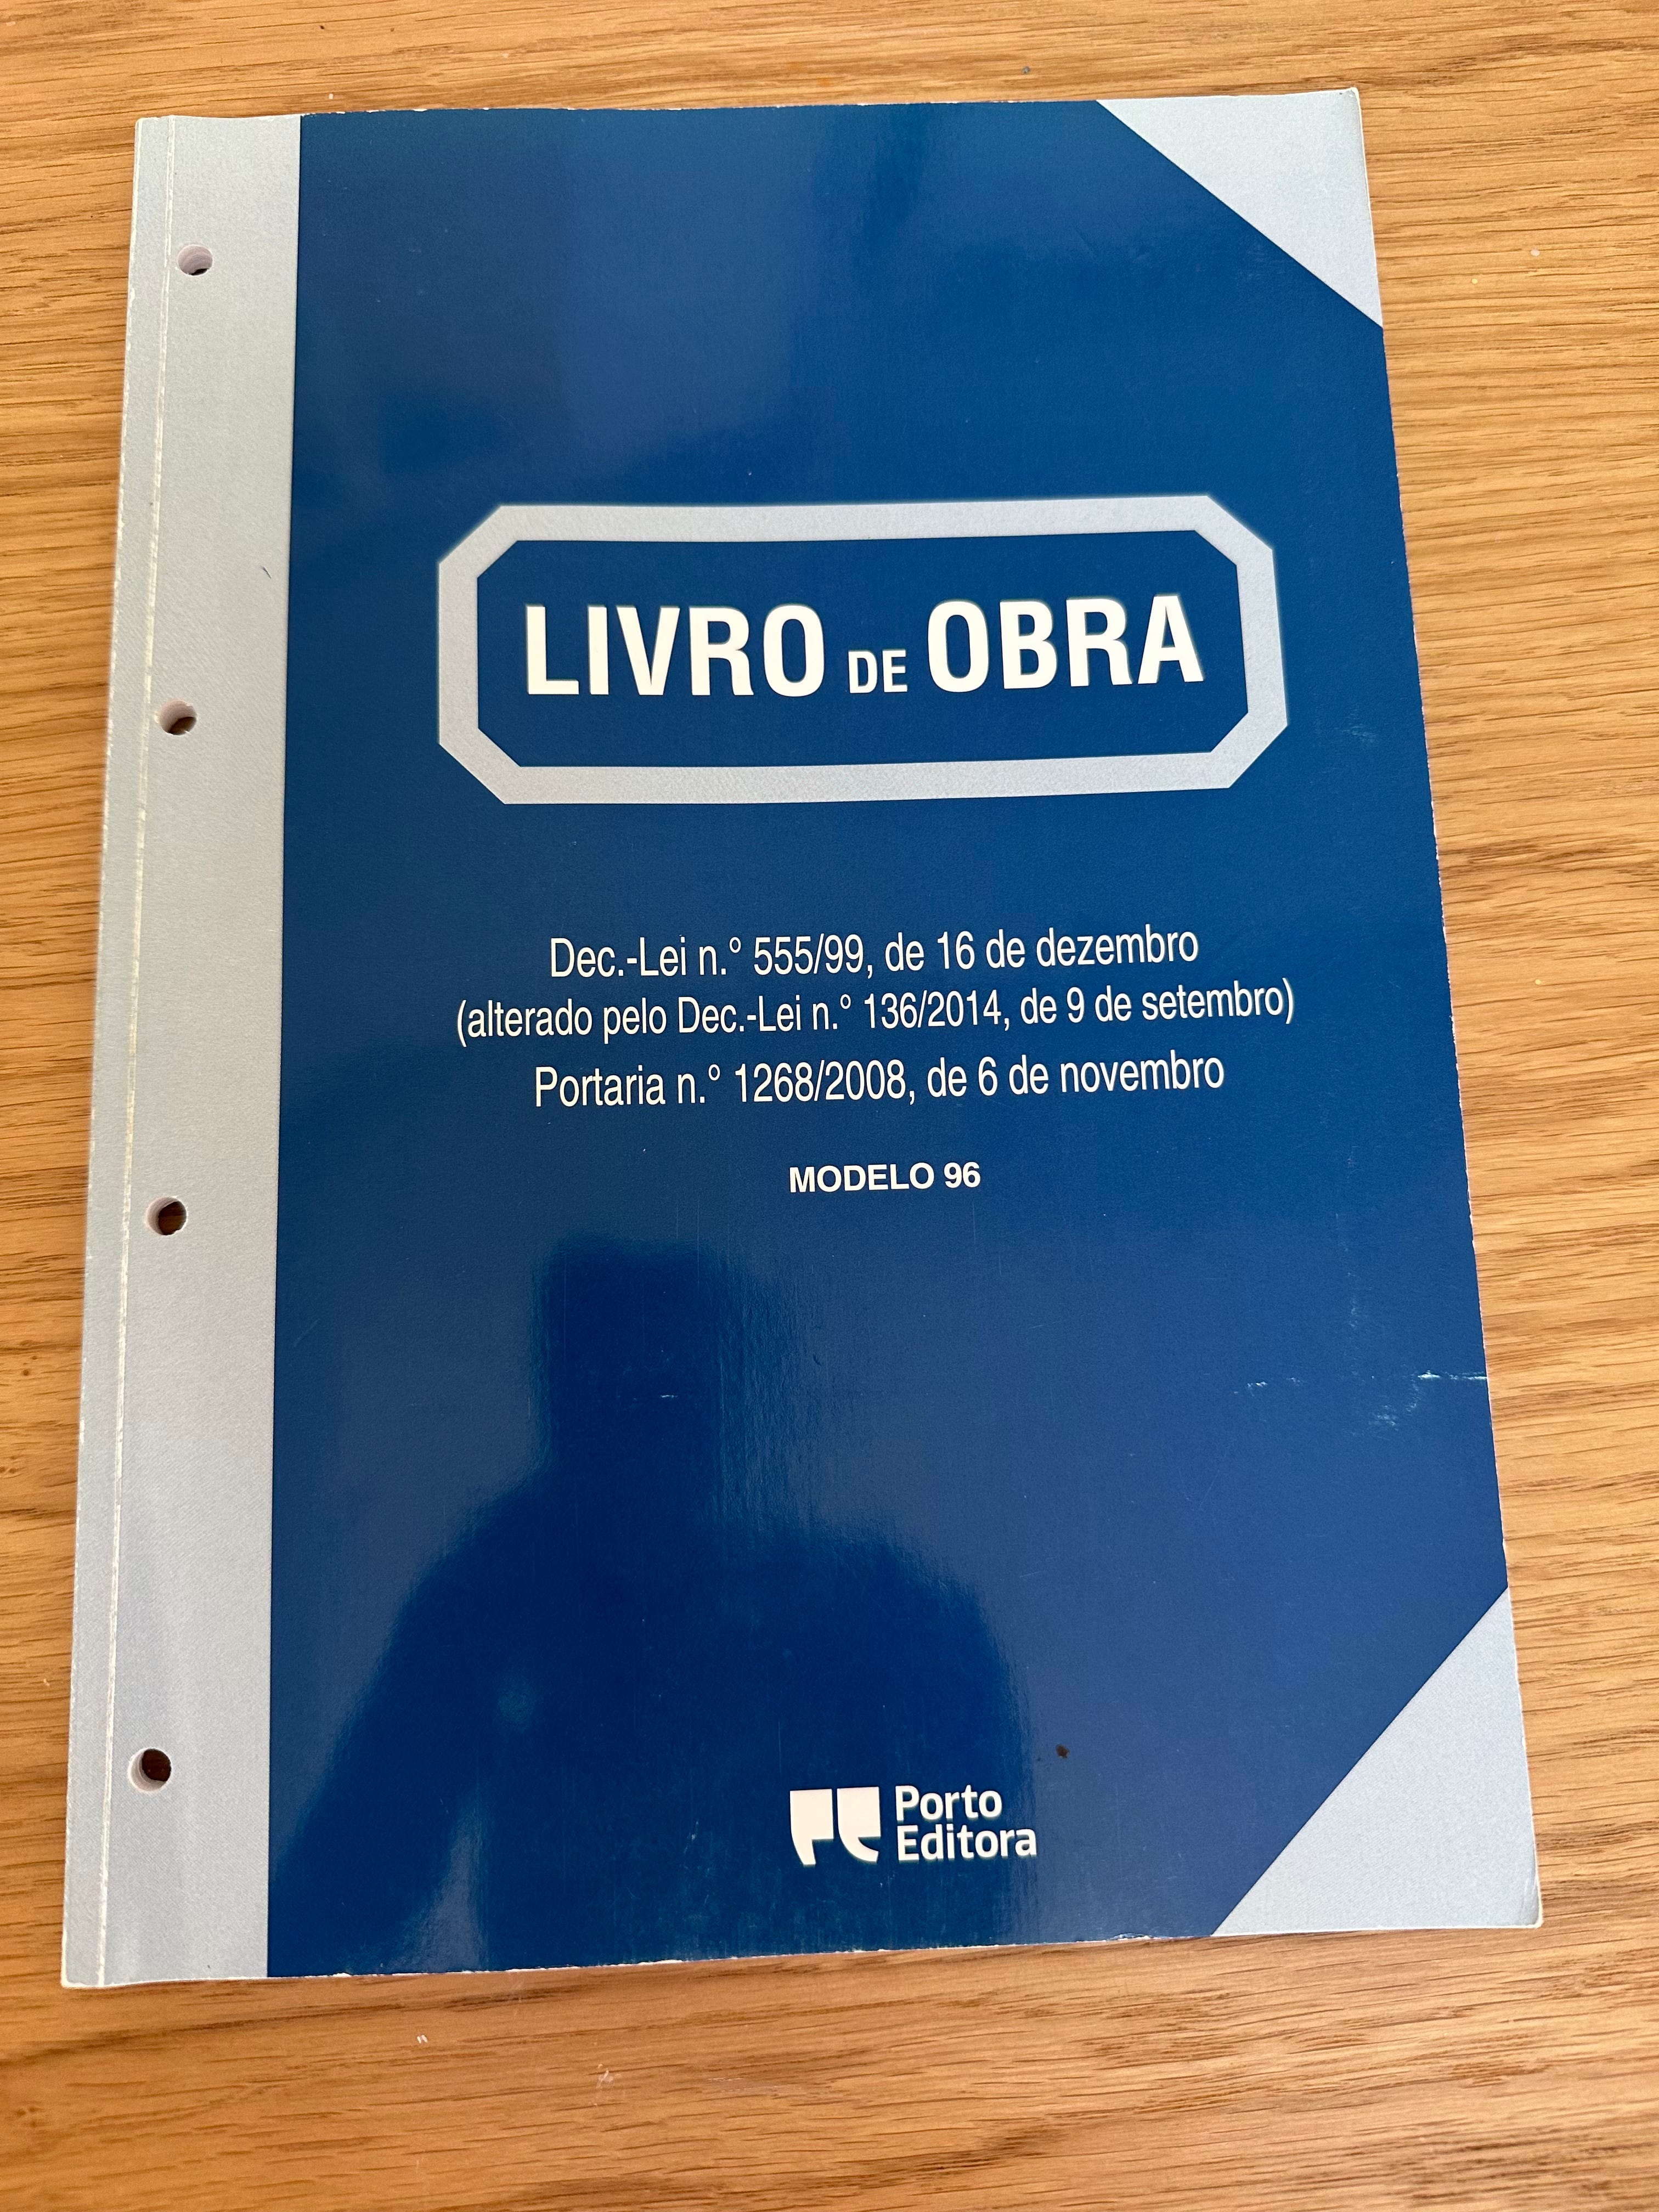 LIVRO DE OBRA
Dec.-Lei n.° 555/99, de 16 de dezembro
(alterado pelo Dec.-Lei n.° 136/2014, de 9 de setembro)
Portaria n.° 1268/2008, de 6 de novembro
MODELO 96
Porto
Editora